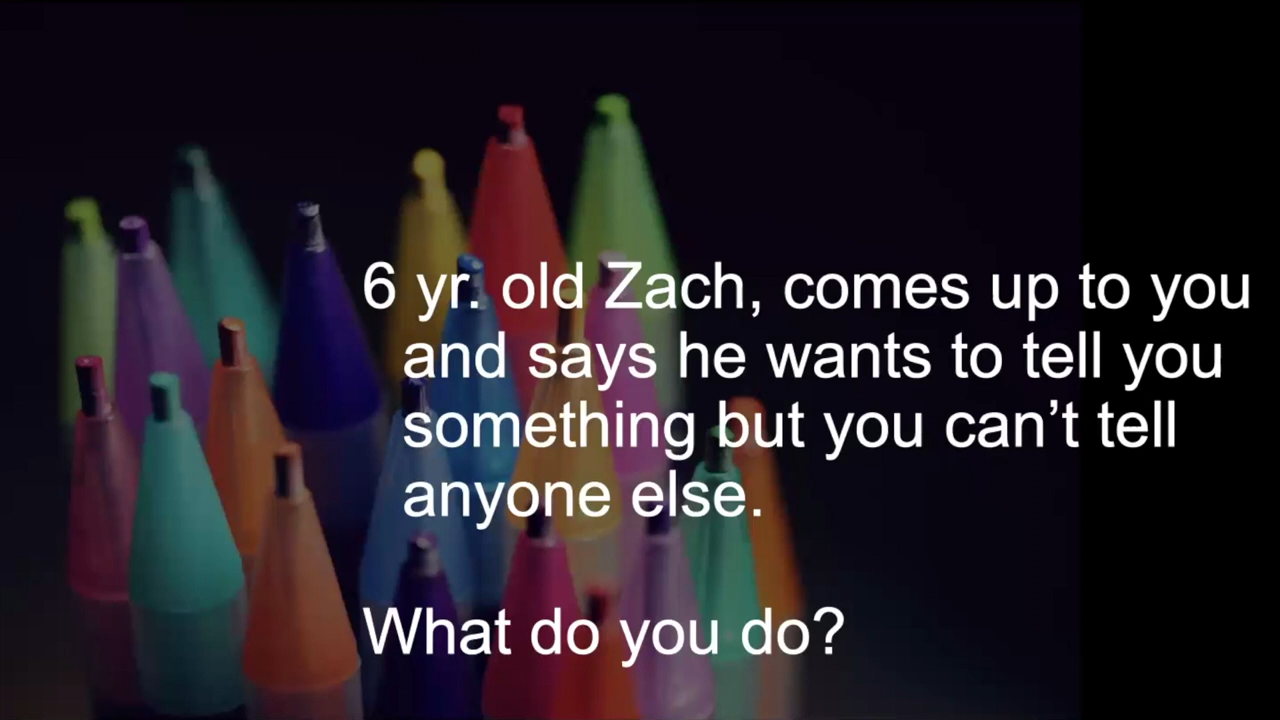 6 yr. old Zach, comes up to you
and says he wants to tell you
something but you can’t tell
anyone else.
What do you do?